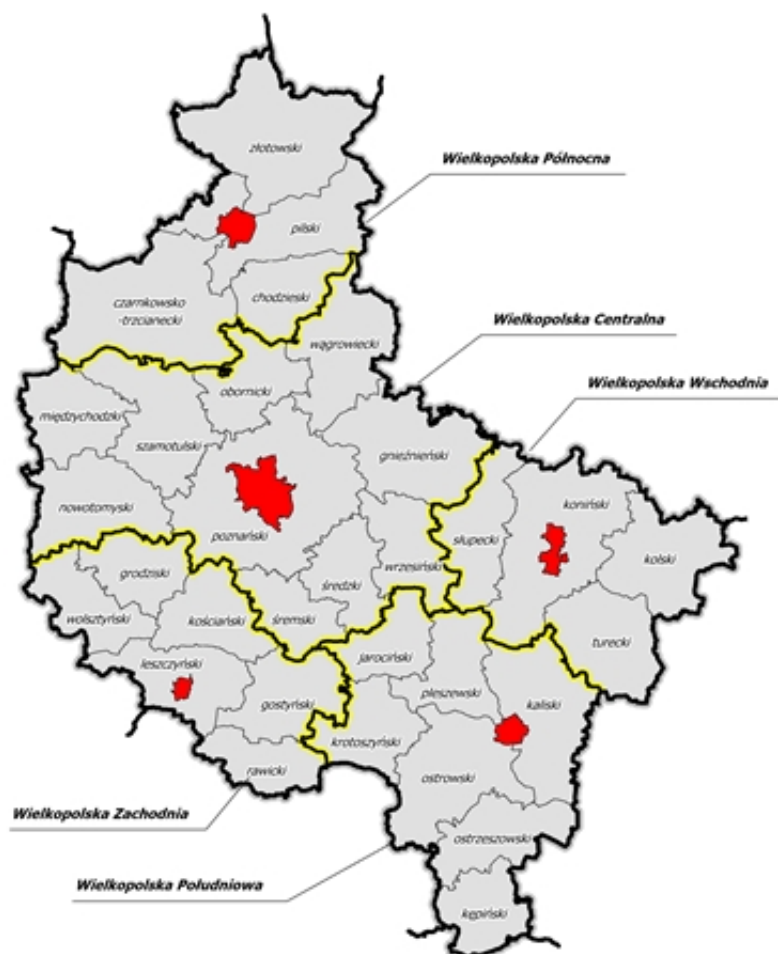 złotowski
Wielkopolska Północna
pilski
chodzieski
czarnkowsko
-trzcianecki
Wielkopolska Centralna
wągrowiecki
Wielkopolska Wschodnia
obornicki
międzychodzki
szamotulski
gnieźnieński
koniński
nowotomyski
poznański
słupecki
kolski
wrzesiński
grodziski
średzki
wolsztyński
kościański
śremski
turecki
jarociński
leszczyński
pleszewski
kaliski
gostyński
krotoszyński
rawicki
ostrowski
Wielkopolska Zachodnia
ostrzeszowski
Wielkopolska Południowa
kępiński